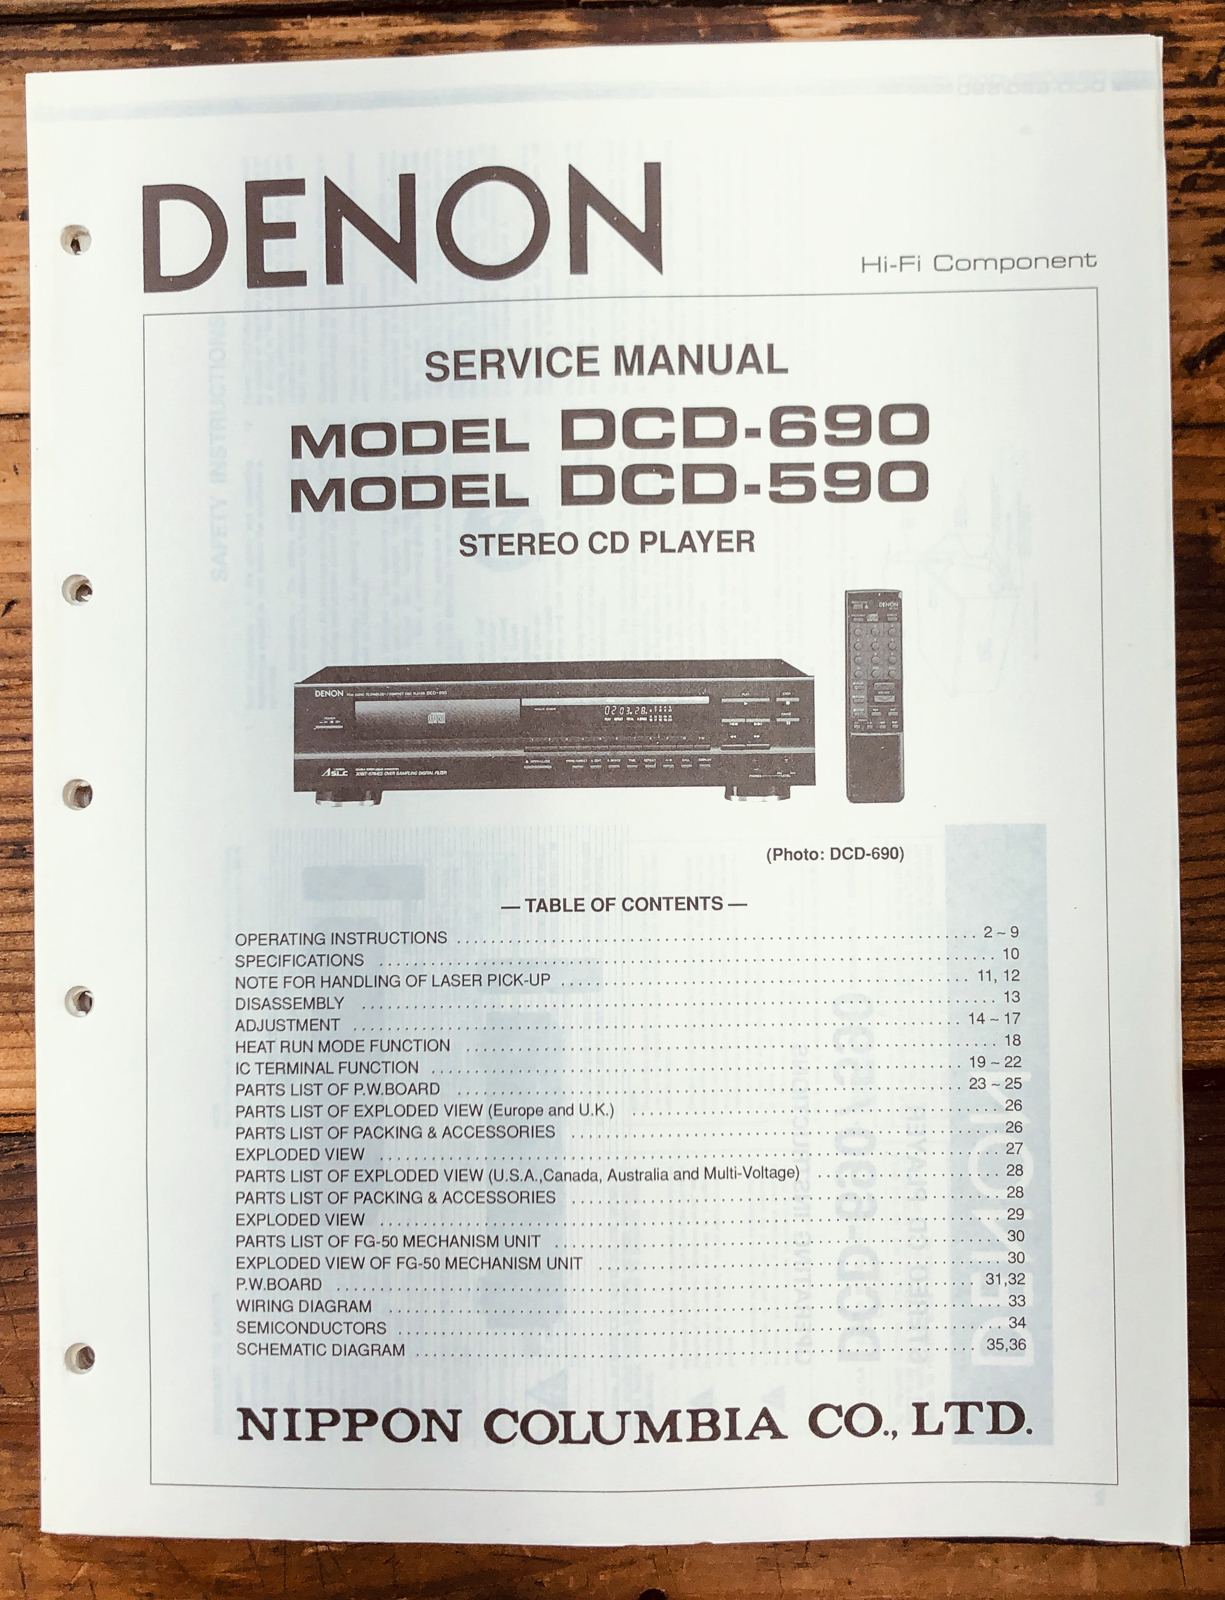 DENON
Hi-Fi Component
SERVICE MANUAL
MODEL DCD-690
MODEL DCD-590
STEREO CD PLAYER
DENON
DENON
(Photo: DCD-690)
— TABLE OF CONTENTS —
OPERATING INSTRUCTIONS 2 ~ 9
SPECIFICATIONS 10
NOTE FOR HANDLING OF LASER PICK-UP 11, 12
DISASSEMBLY 13
ADJUSTMENT 14 ~ 17
HEAT RUN MODE FUNCTION 18
IC TERMINAL FUNCTION 19 ~ 22
PARTS LIST OF P.W.BOARD 23 ~ 25
PARTS LIST OF EXPLODED VIEW (Europe and U.K.) 26
PARTS LIST OF PACKING & ACCESSORIES 26
EXPLODED VIEW 27
PARTS LIST OF EXPLODED VIEW (U.S.A.,Canada, Australia and Multi-Voltage) 28
PARTS LIST OF PACKING & ACCESSORIES 28
EXPLODED VIEW 29
PARTS LIST OF FG-50 MECHANISM UNIT 30
EXPLODED VIEW OF FG-50 MECHANISM UNIT 30
P.W.BOARD 31,32
WIRING DIAGRAM 33
SEMICONDUCTORS 34
SCHEMATIC DIAGRAM 35,36
NIPPON COLUMBIA CO., LTD.